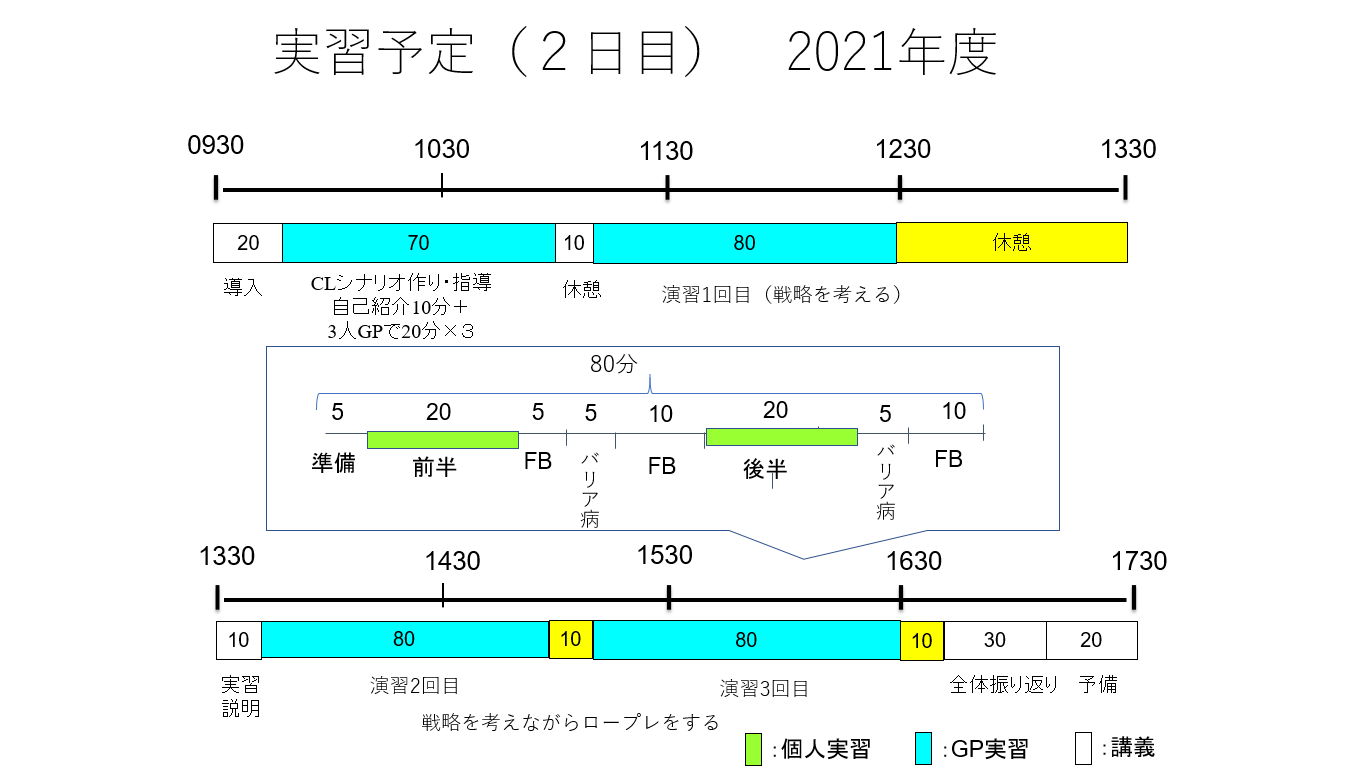 実習予定（２日目）　2021年度
0930 1030 1130 1230 1330
20 70 10 80 休憩
導入 CLシナリオ作り・指導 休憩 演習1回目（戦略を考える）
自己紹介10分＋
3人GPで20分×３
80分
5 20 5 5 10 20 5 10
準備 前半 FB バリア病 FB 後半 バリア病 FB
1330 1430 1530 1630 1730
10 80 10 80 10 30 20
実習 演習2回目 演習3回目 全体振り返り 予備
説明
戦略を考えながらロープレをする
：個人実習 ：GP実習 ：講義